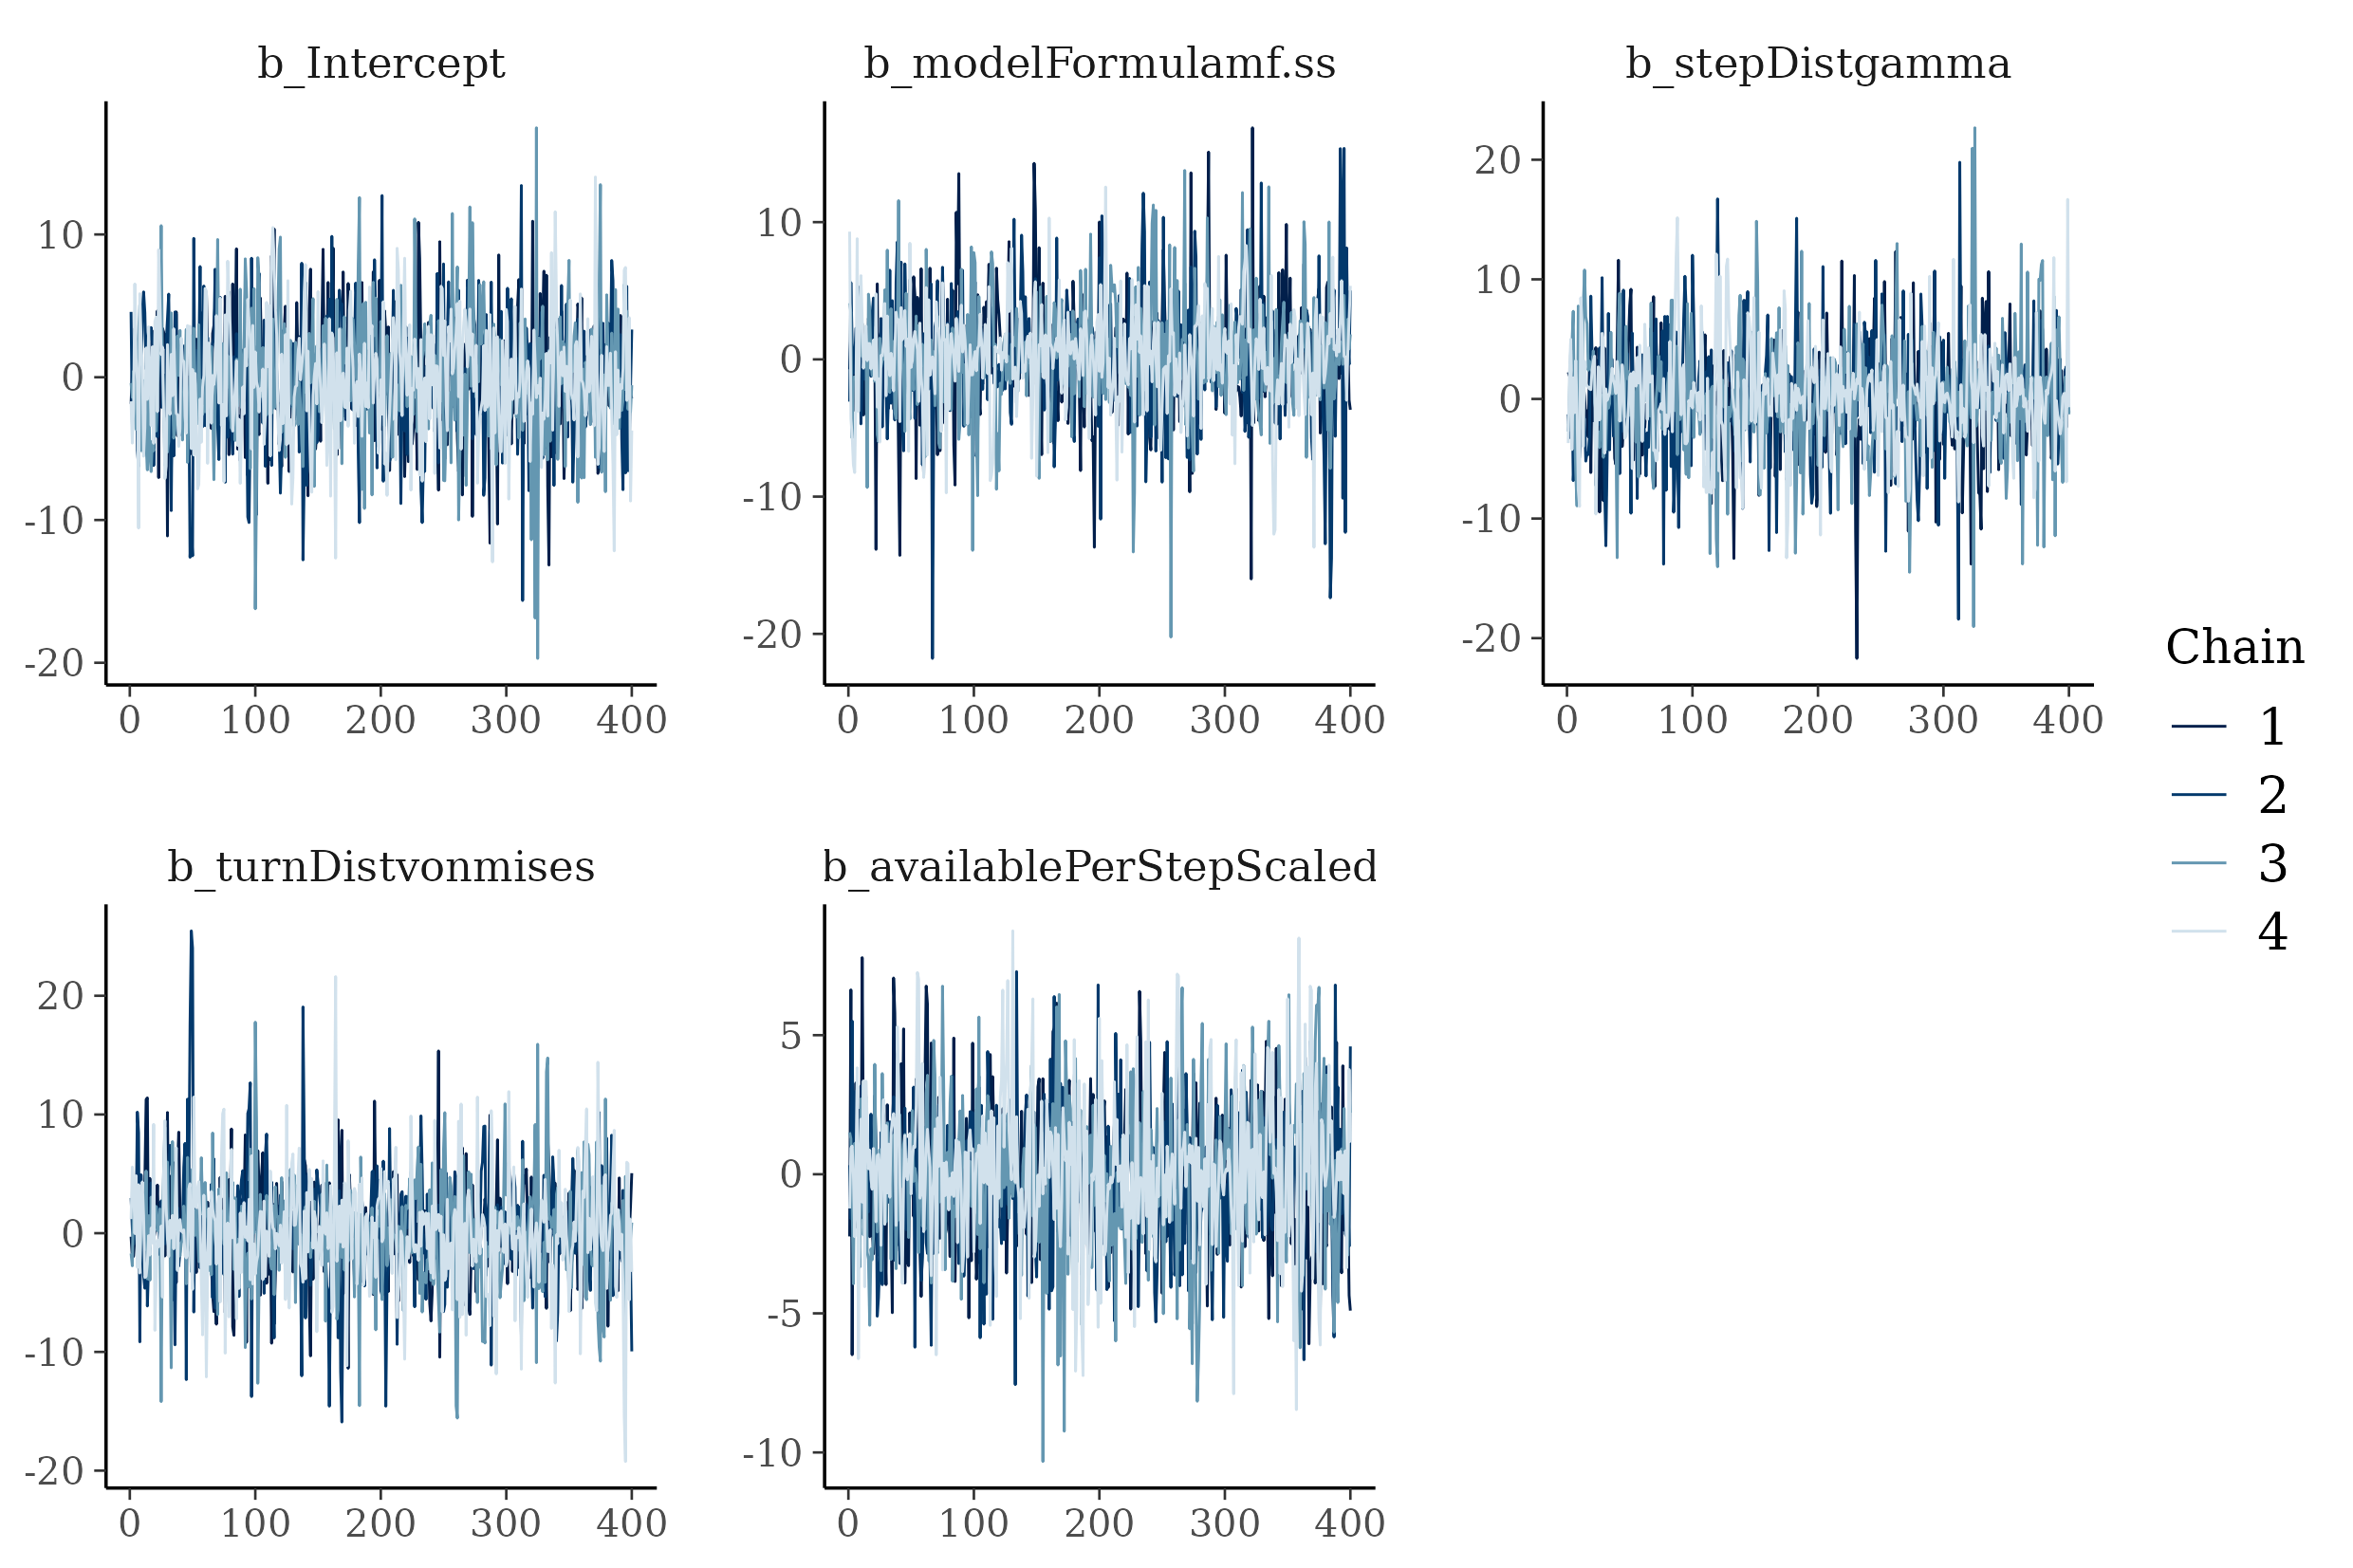 b_Intercept
10
0
-10
-20
0 100 200 300 400
b_modelFormulamf.ss
10
0
-10
-20
0 100 200 300 400
b_stepDistgamma
20
10
0
-10
-20
0 100 200 300 400
b_turnDistvonmises
20
10
0
-10
-20
0 100 200 300 400
b_availablePerStepScaled
5
0
-5
-10
0 100 200 300 400
Chain
1
2
3
4